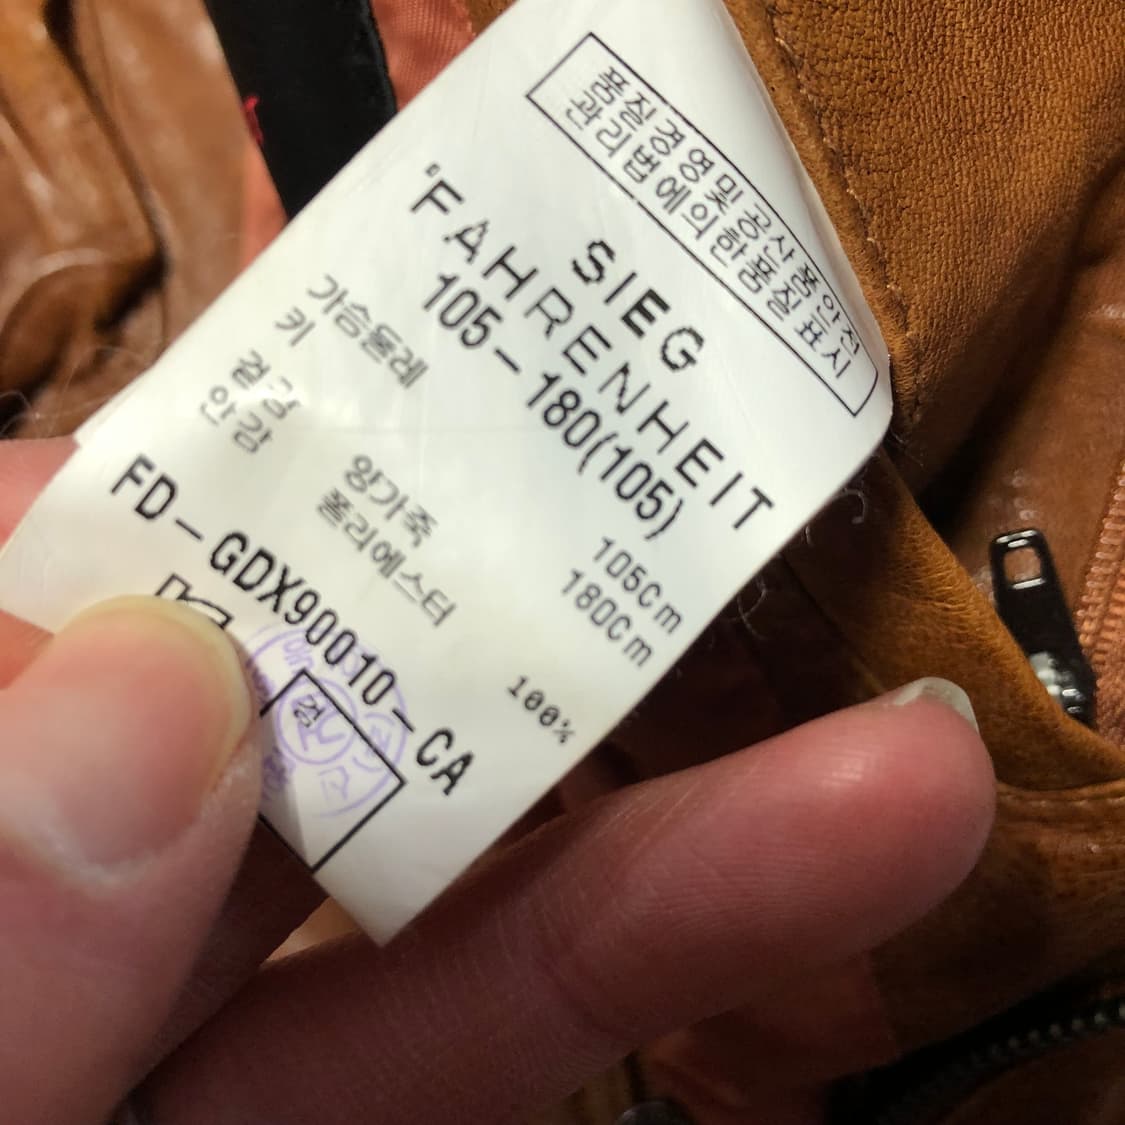 품질경영및공산품안전
관리법에의한품질표시
SIEG
FAHRENHEIT
105-180(105)
가슴둘레 105cm
키 180cm
겉감 양가죽
안감 폴리에스터 100%
FD-GDX90010-CA
검